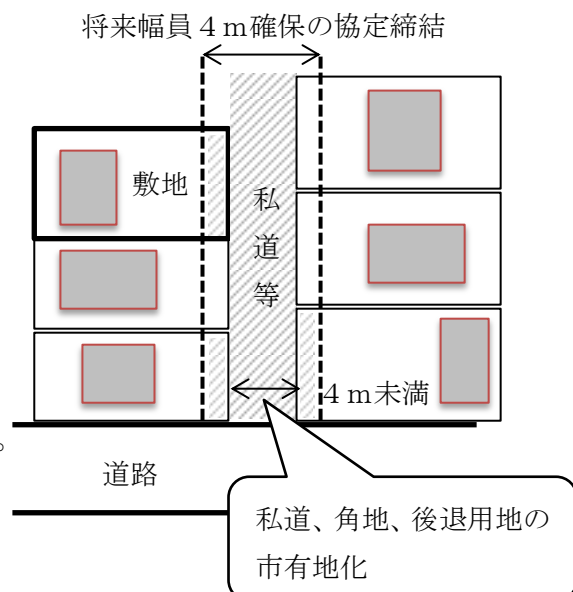 将来幅員４ｍ確保の協定締結
敷地
私道等
４ｍ未満
。
道路
私道、角地、後退用地の
市有地化